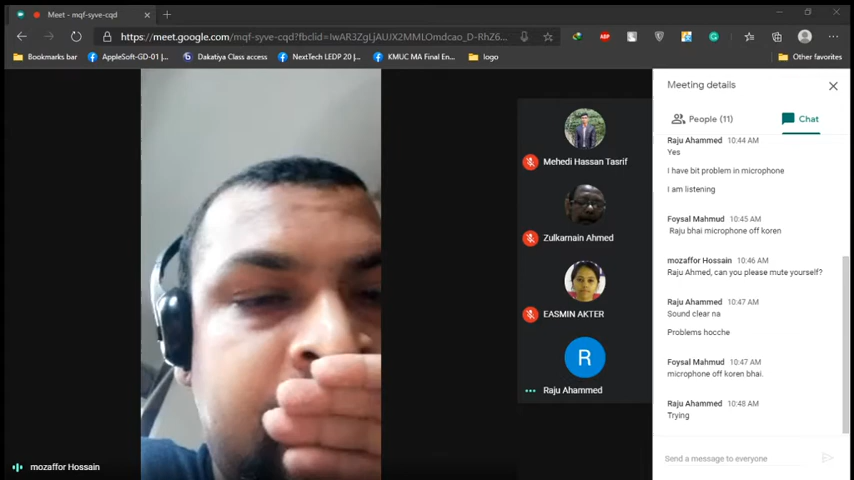 Meet - mqf-syve-cqd
https://meet.google.com/mqf-syve-cqd?fbclid=IwAR3ZgLjAUJX2MMLOmdcao_D-RhZ6...
Bookmarks bar
AppleSoft-GD-01 J...
Dakatiya Class access
NextTech LEDP 20 J...
KMUC MA Final En...
logo
Other favorites
Meeting details
People (11)
Chat
Raju Ahammed 10:44 AM
Yes
I have bit problem in microphone
I am listening
Foysal Mahmud 10:45 AM
Raju bhai microphone off koren
mozaffor Hossain 10:46 AM
Raju Ahmed, can you please mute yourself?
Raju Ahammed 10:47 AM
Sound clear na
Problems hocche
Foysal Mahmud 10:47 AM
microphone off koren bhai.
Raju Ahammed 10:48 AM
Trying
Send a message to everyone
Mehedi Hassan Tasrif
Zulkarnain Ahmed
EASMIN AKTER
R
Raju Ahammed
mozaffor Hossain